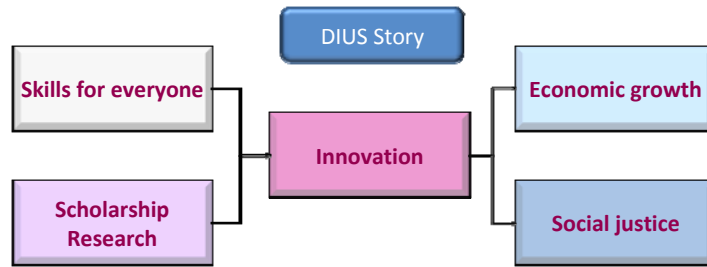 DIUS Story
Skills for everyone
Economic growth
Innovation
Scholarship
Research
Social justice